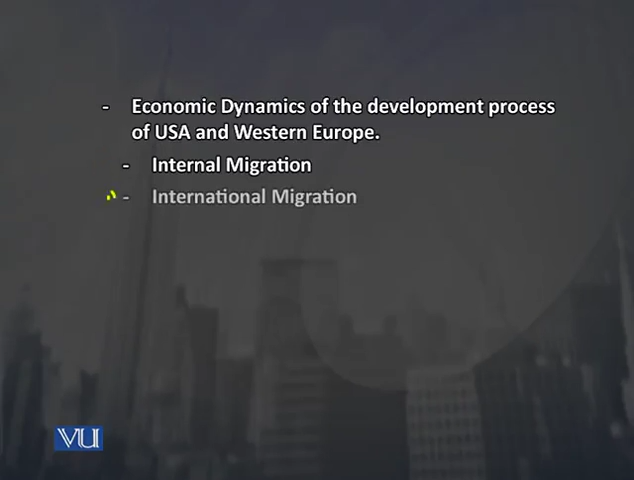 - Economic Dynamics of the development process
of USA and Western Europe.
- Internal Migration
- International Migration
VU